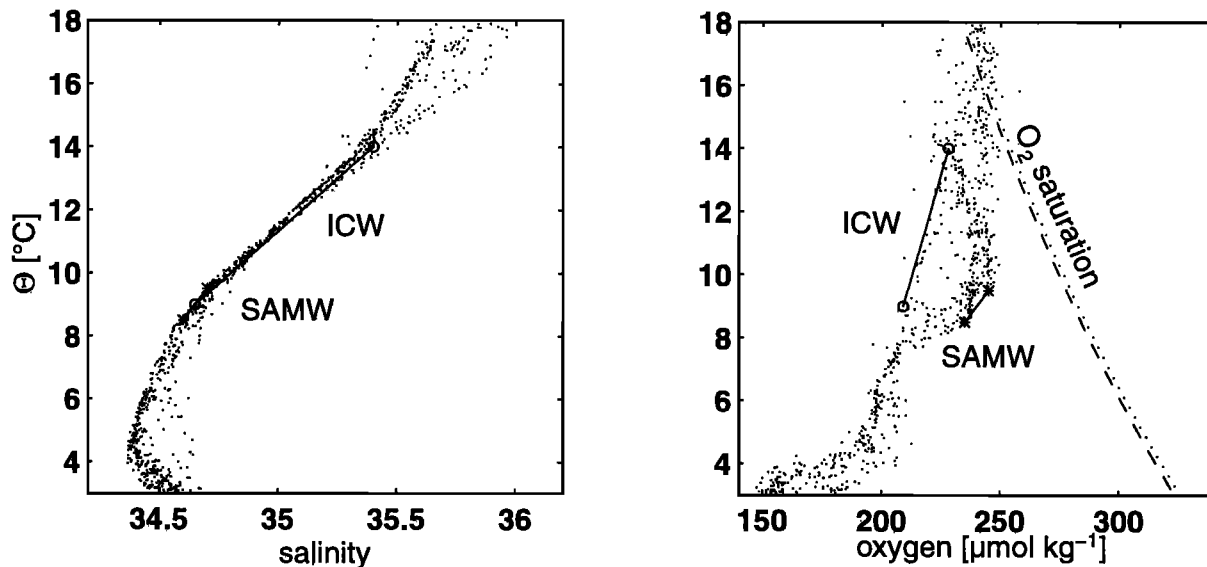 18
16
14
12
10
8
6
4
Θ [°C]
ICW
SAMW
34.5 35 35.5 36
salinity
18
16
14
12
10
8
6
4
O₂ saturation
ICW
SAMW
150 200 250 300
oxygen [µmol kg⁻¹]